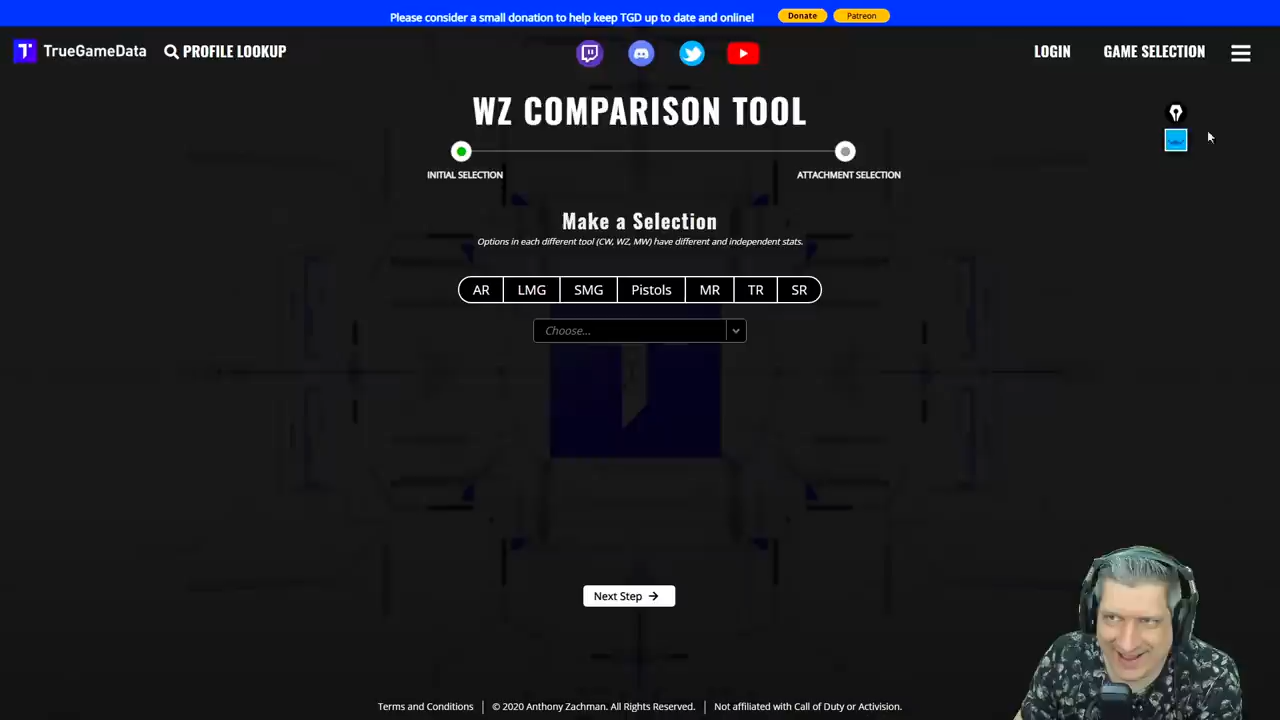 Please consider a small donation to help keep TGD up to date and online! Donate Patreon
TrueGameData PROFILE LOOKUP LOGIN GAME SELECTION
WZ COMPARISON TOOL
INITIAL SELECTION ATTACHMENT SELECTION
Make a Selection
Options in each different tool (CW, WZ, MW) have different and independent stats.
AR LMG SMG Pistols MR TR SR
Choose...
Next Step
Terms and Conditions | © 2020 Anthony Zachman. All Rights Reserved. | Not affiliated with Call of Duty or Activision.